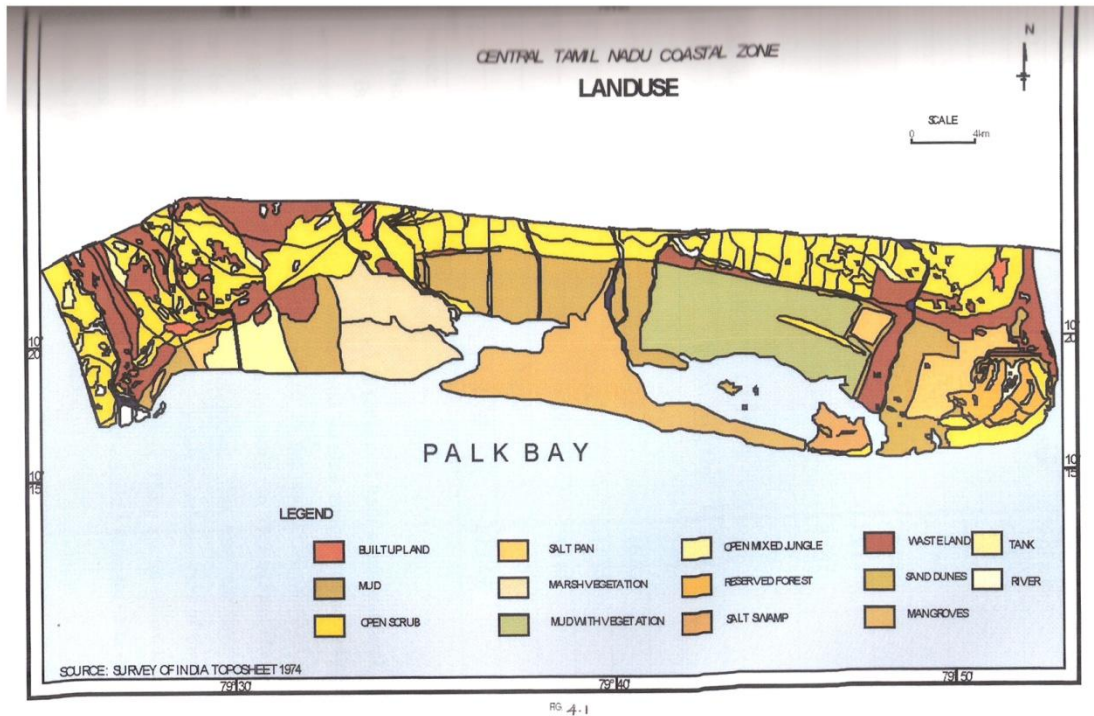 CENTRAL TAMIL NADU COASTAL ZONE
LANDUSE
N
SCALE
0 4km
10°
20'
10°
20'
PALK BAY
10°
15'
10°
15'
LEGEND
BUILTUPLAND
SALT PAN
OPEN MIXED JUNGLE
WASTELAND
TANK
MUD
MARSH VEGETATION
RESERVED FOREST
SAND DUNES
RIVER
OPEN SCRUB
MUD WITH VEGETATION
SALT SWAMP
MANGROVES
SOURCE: SURVEY OF INDIA TOPOSHEET 1974
79°30'
79°40'
79°50'
FIG 4.1